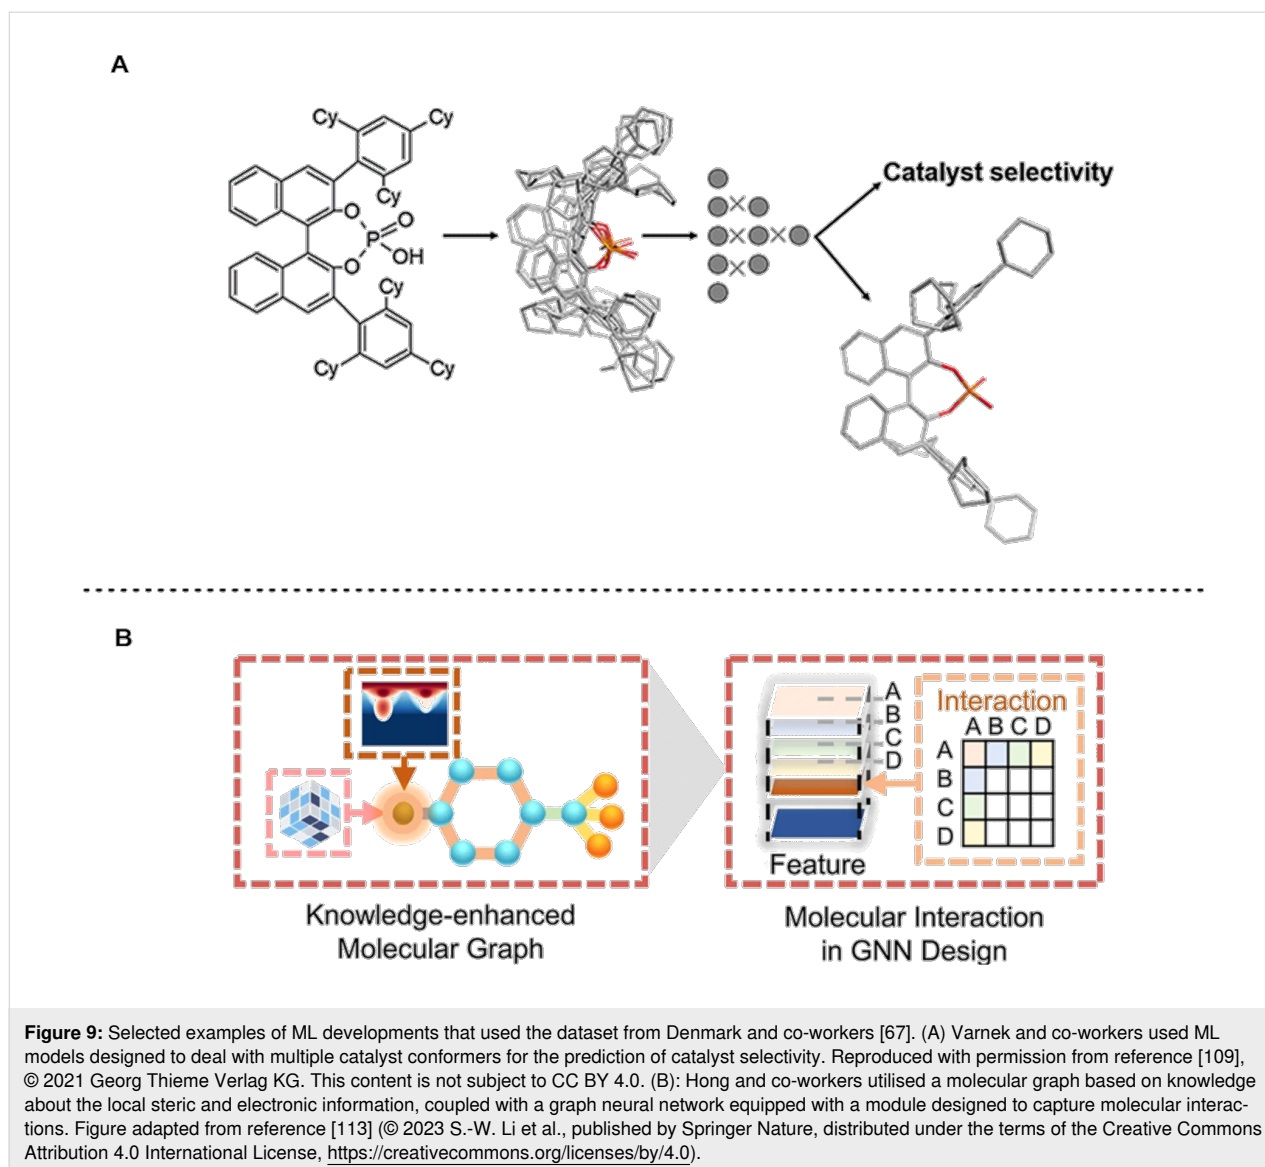 A
Cy
Cy
Cy
O
O
P
OH
O
Cy
Cy
Cy
Catalyst selectivity
B
A
B
C
D
Feature
Interaction
A B C D
A
B
C
D
Knowledge-enhanced
Molecular Graph
Molecular Interaction
in GNN Design
Figure 9: Selected examples of ML developments that used the dataset from Denmark and co-workers [67]. (A) Varnek and co-workers used ML
models designed to deal with multiple catalyst conformers for the prediction of catalyst selectivity. Reproduced with permission from reference [109],
© 2021 Georg Thieme Verlag KG. This content is not subject to CC BY 4.0. (B): Hong and co-workers utilised a molecular graph based on knowledge
about the local steric and electronic information, coupled with a graph neural network equipped with a module designed to capture molecular interac-
tions. Figure adapted from reference [113] (© 2023 S.-W. Li et al., published by Springer Nature, distributed under the terms of the Creative Commons
Attribution 4.0 International License, https://creativecommons.org/licenses/by/4.0).